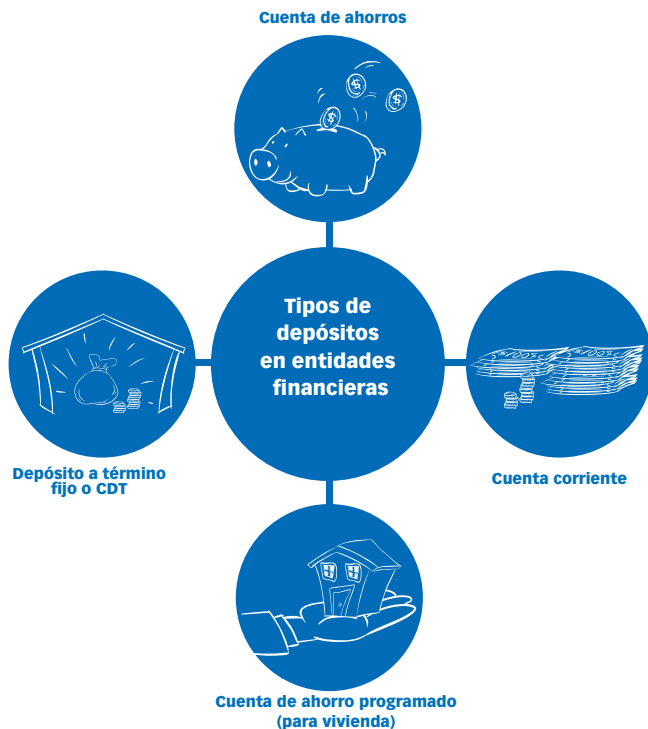 Cuenta de ahorros
Tipos de
depósitos
en entidades
financieras
Depósito a término
fijo o CDT
Cuenta corriente
Cuenta de ahorro programado
(para vivienda)